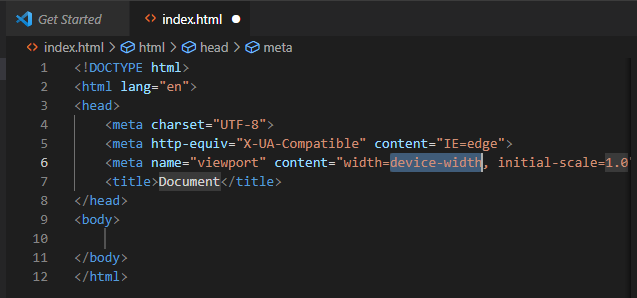 Get Started index.html
index.html > html > head > meta
1 <!DOCTYPE html>
2 <html lang="en">
3 <head>
4 <meta charset="UTF-8">
5 <meta http-equiv="X-UA-Compatible" content="IE=edge">
6 <meta name="viewport" content="width=device-width, initial-scale=1.0
7 <title>Document</title>
8 </head>
9 <body>
10
11 </body>
12 </html>